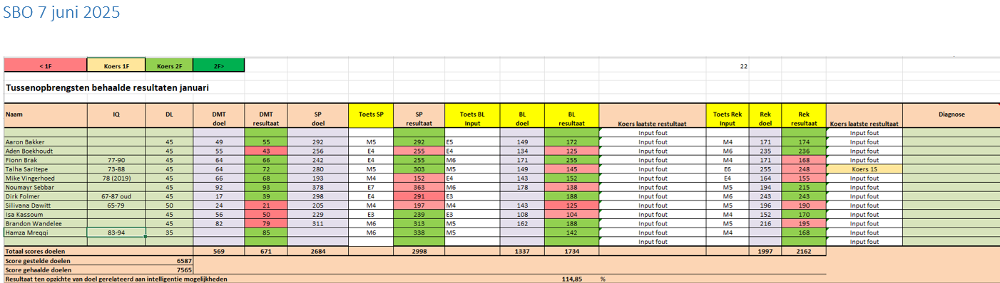 SBO 7 juni 2025
< 1F Koers 1F Koers 2F 2F> 22
Tussenopbrengsten behaalde resultaten januari
Naam IQ DL DMT doel DMT resultaat SP doel Toets SP SP resultaat Toets BL Input BL doel BL resultaat Koers laatste restultaat Toets Rek Input Rek doel Rek resultaat Koers laatste restultaat Diagnose
Input fout Input fout
Aaron Bakker 45 49 55 292 M5 292 E5 149 172 Input fout M4 171 174 Input fout
Aden Boekhoudt 45 55 43 256 E4 255 E4 134 125 Input fout M6 235 236 Input fout
Fionn Brak 77-90 45 64 66 242 E4 255 M6 171 255 Input fout M4 171 168 Input fout
Talha Saritepe 73-88 45 64 72 280 M5 303 M5 149 145 Input fout E6 255 248 Koers 1S
Mike Vingerhoed 78 (2019) 45 66 68 193 M4 152 E4 143 152 Input fout E4 164 155 Input fout
Noumayr Sebbar 45 92 93 378 E7 363 M6 178 138 Input fout M5 194 215 Input fout
Dirk Folmer 67-87 oud 45 17 39 298 E4 291 E3 188 Input fout M6 243 243 Input fout
Silivana Dawitt 65-79 50 24 21 205 M4 197 M4 143 125 Input fout M5 196 190 Input fout
Isa Kassoum 45 56 50 229 E3 239 E3 108 104 Input fout M4 152 170 Input fout
Brandon Wandelee 45 82 79 311 M6 313 M5 162 188 Input fout M5 216 195 Input fout
Hamza Mreqqi 83-94 35 85 M6 338 M5 142 Input fout M4 168 Input fout
Input fout Input fout
Totaal scores doelen 569 671 2684 2998 1337 1734 1997 2162
Score gestelde doelen 6587
Score gehaalde doelen 7565
Resultaat ten opzichte van doel gerelateerd aan intelligentie mogelijkheden 114,85 %